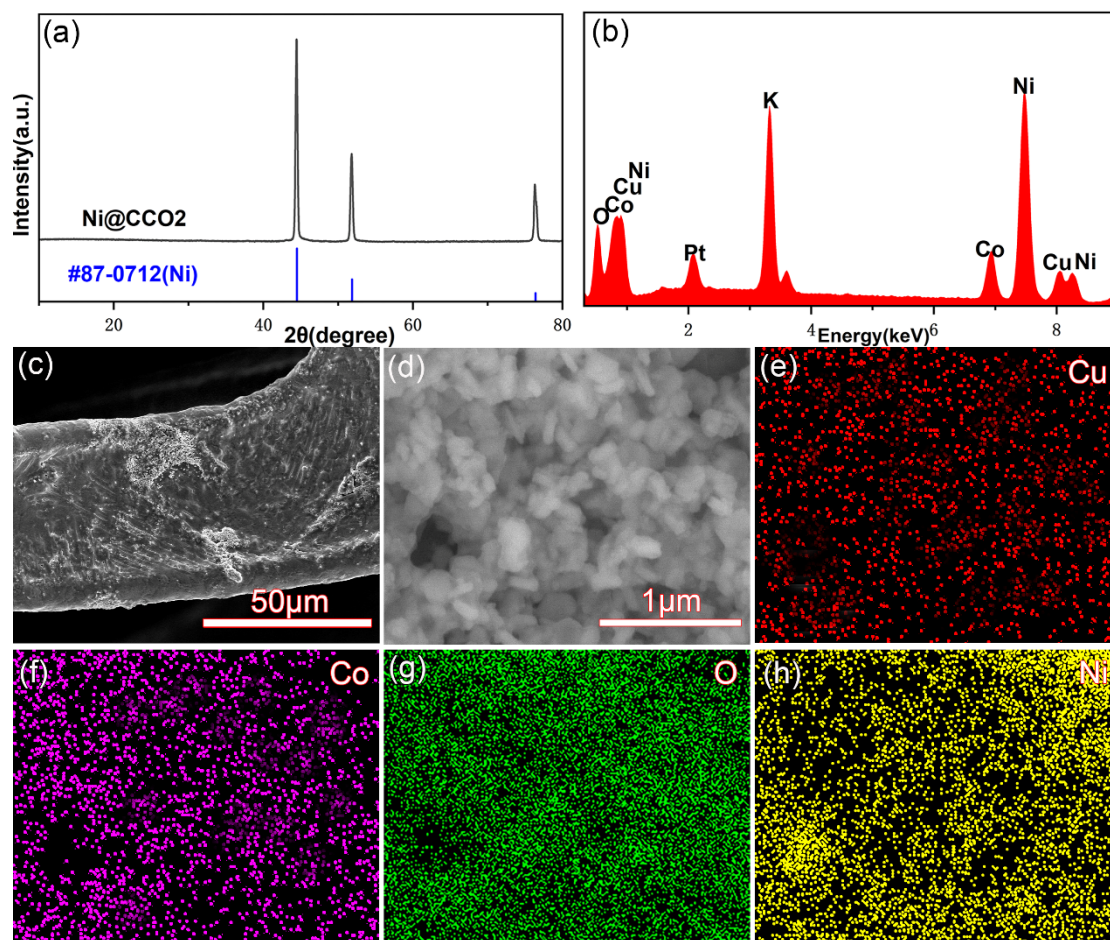 (a)
Intensity(a.u.)
Ni@CCO2
#87-0712(Ni)
20 40 60 80
2θ(degree)
(b)
O
Co
Cu
Ni
Pt
K
Co
Ni
Cu Ni
2 4 6 8
Energy(keV)
(c)
50μm
(d)
1μm
(e)
Cu
(f)
Co
(g)
O
(h)
Ni